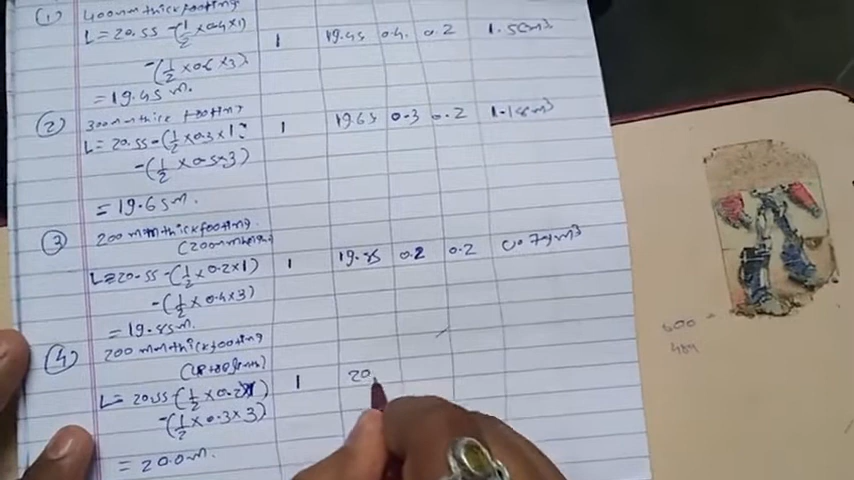 (1) 400mm thick footing
L = 20.55 - (1/2 x 0.4 x 1) 1 19.45 0.4 0.2 1.56m³
- (1/2 x 0.6 x 3)
= 19.45 m.
(2) 300mm thick footing
L = 20.55 - (1/2 x 0.3 x 1) 1 19.65 0.3 0.2 1.18m³
- (1/2 x 0.5 x 3)
= 19.65m.
(3) 200 mm thick footing.
(200mm height)
L = 20.55 - (1/2 x 0.2 x 1) 1 19.85 0.2 0.2 0.79m³
- (1/2 x 0.4 x 3)
= 19.85m.
(4) 200 mm thick footing
L = 20.55 - (1/2 x 0.2 x 1) 1 20.
- (1/2 x 0.3 x 3)
= 20.0m.
600